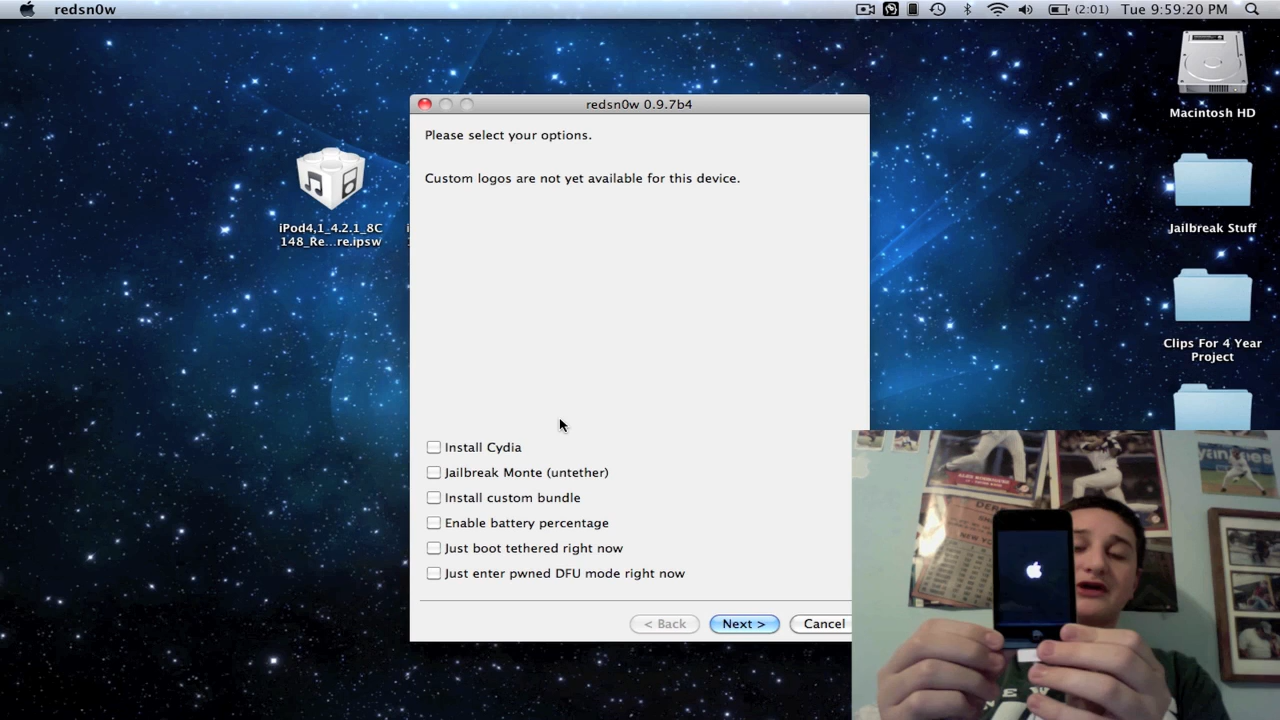 redsn0w
(2:01)
Tue 9:59:20 PM
redsn0w 0.9.7b4
Please select your options.
Custom logos are not yet available for this device.
Install Cydia
Jailbreak Monte (untether)
Install custom bundle
Enable battery percentage
Just boot tethered right now
Just enter pwned DFU mode right now
< Back
Next >
Cancel
iPod4,1_4.2.1_8C
148_Re...re.ipsw
Macintosh HD
Jailbreak Stuff
Clips For 4 Year
Project
yankees